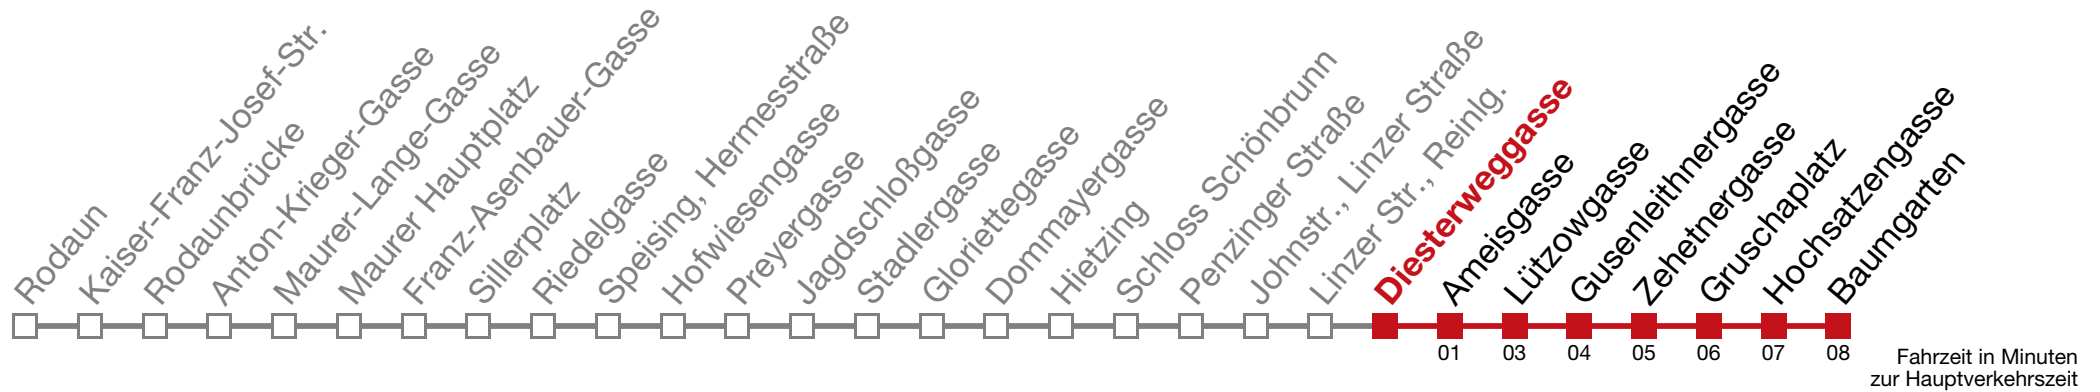 Rodaun
Kaiser-Franz-Josef-Str.
Rodaunbrücke
Anton-Krieger-Gasse
Maurer-Lange-Gasse
Maurer Hauptplatz
Franz-Asenbauer-Gasse
Sillerplatz
Riedelgasse
Speising, Hermesstraße
Hofwiesengasse
Preyergasse
Jagdschloßgasse
Stadlergasse
Gloriettegasse
Dommayergasse
Hietzing
Schloss Schönbrunn
Penzinger Straße
Johnstr., Linzer Straße
Linzer Str., Reinlg.
Diesterweggasse
Ameisgasse
Lützowgasse
Gusenleithnergasse
Zehetnergasse
Gruschaplatz
Hochsatzengasse
Baumgarten
01 03 04 05 06 07 08
Fahrzeit in Minuten
zur Hauptverkehrszeit